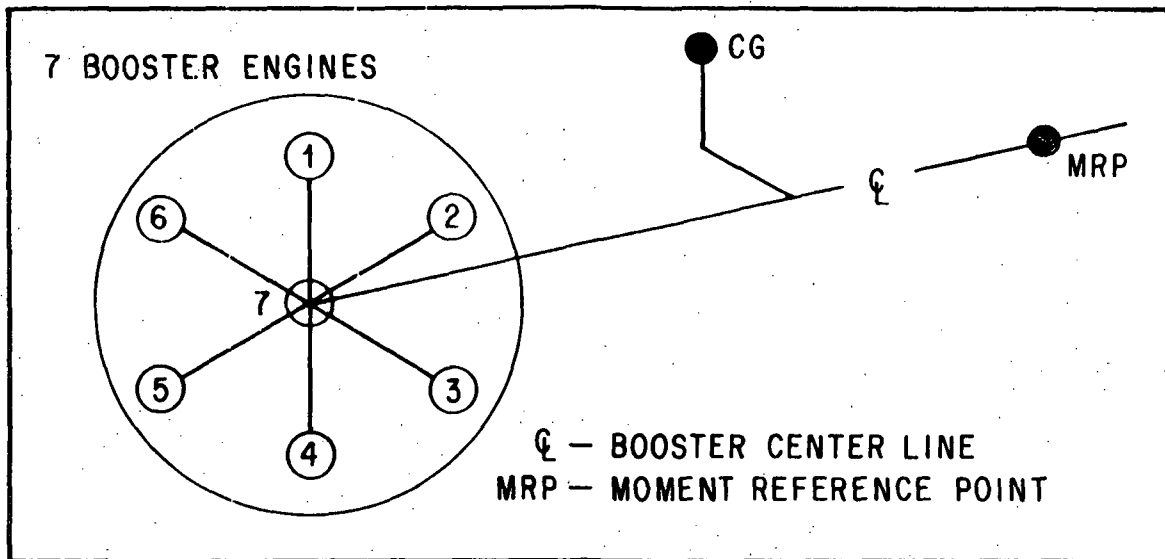 7 BOOSTER ENGINES
CG
1
6
2
MRP
℄
7
5
3
4
℄ – BOOSTER CENTER LINE
MRP – MOMENT REFERENCE POINT